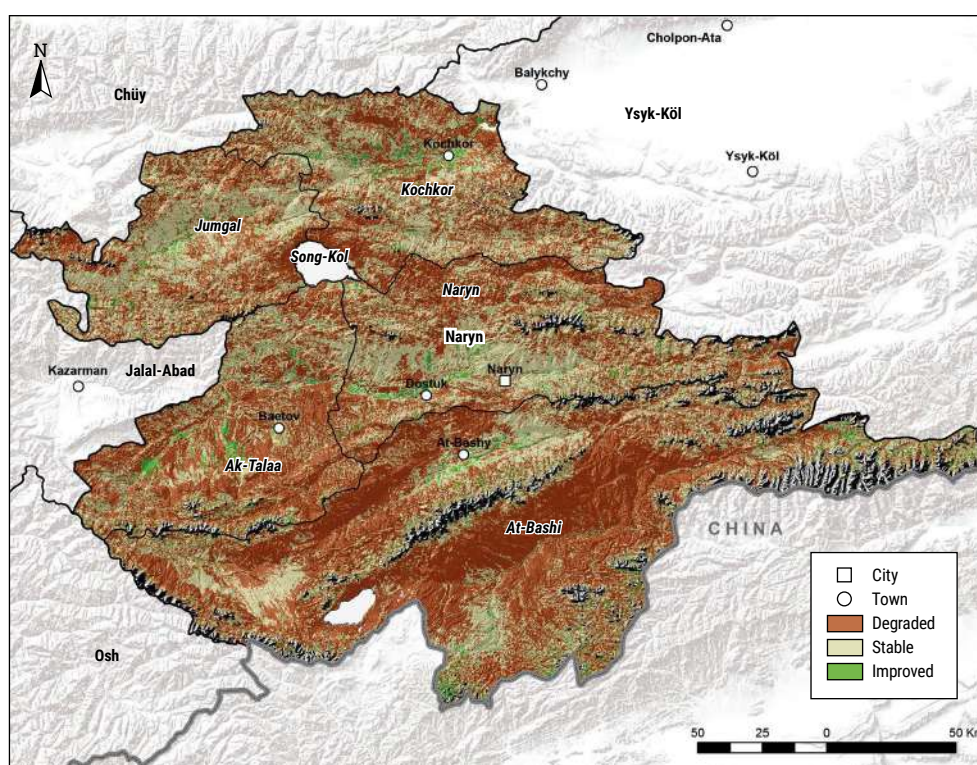 Cholpon-Ata
N
Balykchy
Chüy
Ysyk-Köl
Kochkor
Ysyk-Köl
Kochkor
Jumgal
Song-Kol
Naryn
Naryn
Kazarman
Jalal-Abad
Naryn
Dostuk
Baetov
At-Bashy
Ak-Talaa
At-Bashi
CHINA
City
Town
Degraded
Stable
Improved
Osh
50 25 0 50 Km